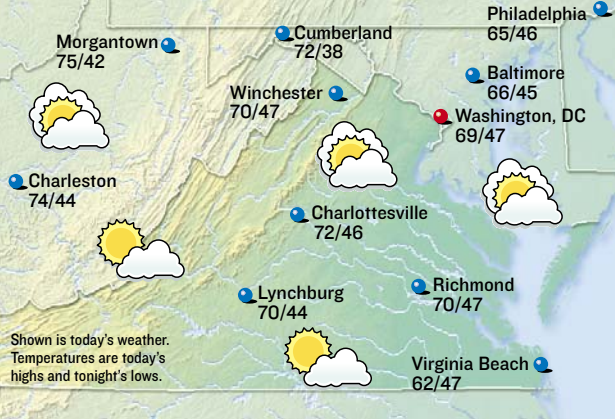 Philadelphia
65/46
Cumberland
72/38
Morgantown
75/42
Baltimore
66/45
Winchester
70/47
Washington, DC
69/47
Charleston
74/44
Charlottesville
72/46
Richmond
70/47
Lynchburg
70/44
Shown is today's weather.
Temperatures are today's
highs and tonight's lows.
Virginia Beach
62/47